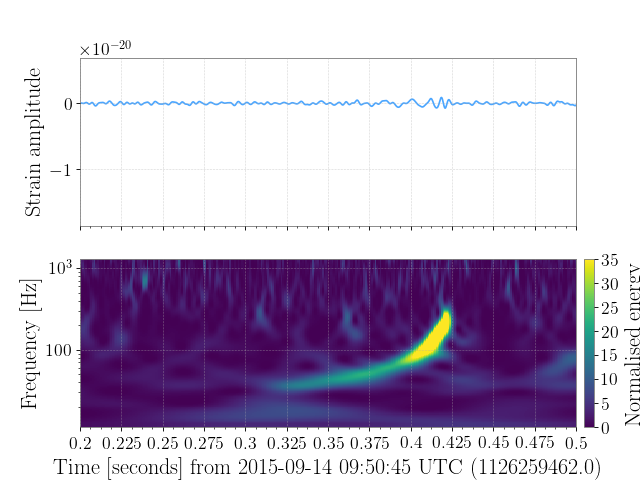 ×10⁻²⁰
Strain amplitude
0
−1
10³
100
Frequency [Hz]
35
30
25
20
15
10
5
0
Normalised energy
0.2 0.225 0.25 0.275 0.3 0.325 0.35 0.375 0.4 0.425 0.45 0.475 0.5
Time [seconds] from 2015-09-14 09:50:45 UTC (1126259462.0)